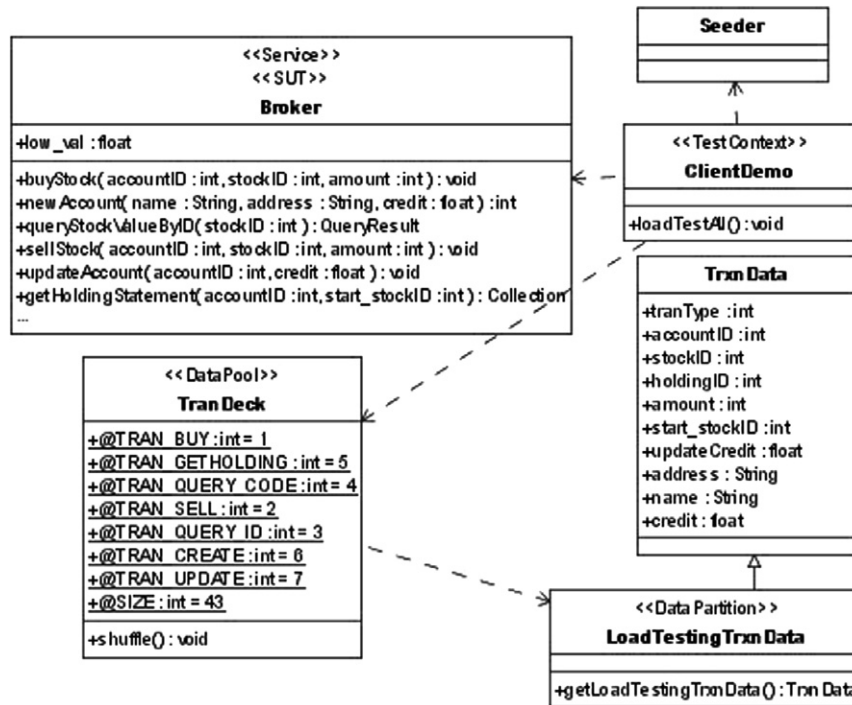 <<Service>>
<<SUT>>
Broker
+low_val : float
+buyStock( accountID : int, stockID : int, amount : int ) : void
+newAccount( name : String, address : String, credit : float ) : int
+queryStockValueByID( stockID : int ) : QueryResult
+sellStock( accountID : int, stockID : int, amount : int ) : void
+updateAccount( accountID : int, credit : float ) : void
+getHoldingStatement( accountID : int, start_stockID : int ) : Collection
...
Seeder
<<TestContext>>
ClientDemo
+loadTestAll() : void
TrxnData
+tranType : int
+accountID : int
+stockID : int
+holdingID : int
+amount : int
+start_stockID : int
+updateCredit : float
+address : String
+name : String
+credit : float
<<DataPool>>
TranDeck
+@TRAN_BUY : int = 1
+@TRAN_GETHOLDING : int = 5
+@TRAN_QUERY_CODE : int = 4
+@TRAN_SELL : int = 2
+@TRAN_QUERY_ID : int = 3
+@TRAN_CREATE : int = 6
+@TRAN_UPDATE : int = 7
+@SIZE : int = 43
+shuffle() : void
<<Data Partition>>
LoadTestingTrxnData
+getLoadTestingTrxnData() : TrxnData